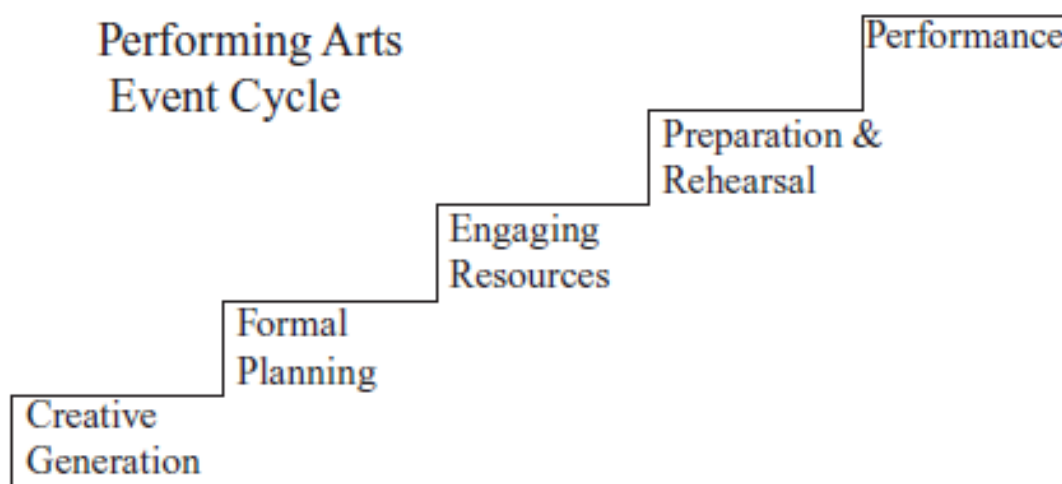 Performing Arts
Event Cycle
Performance
Preparation &
Rehearsal
Engaging
Resources
Formal
Planning
Creative
Generation